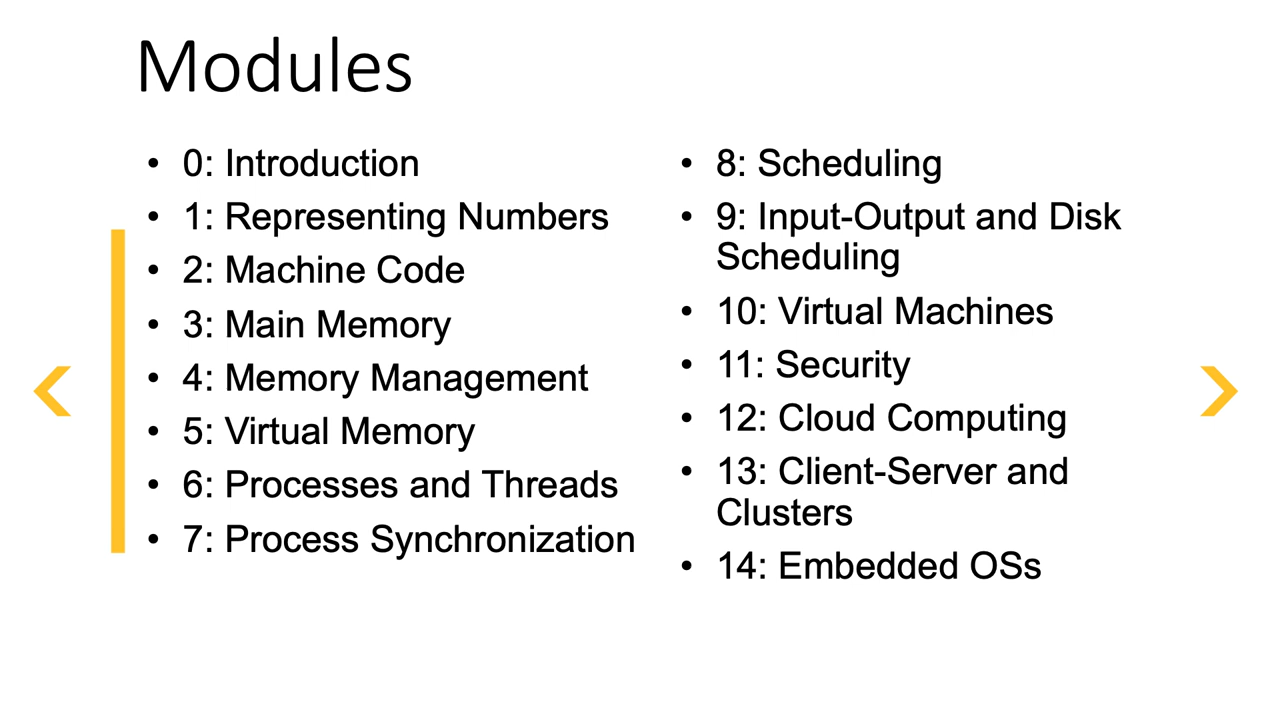 Modules
• 0: Introduction
• 1: Representing Numbers
• 2: Machine Code
• 3: Main Memory
• 4: Memory Management
• 5: Virtual Memory
• 6: Processes and Threads
• 7: Process Synchronization
• 8: Scheduling
• 9: Input-Output and Disk
Scheduling
• 10: Virtual Machines
• 11: Security
• 12: Cloud Computing
• 13: Client-Server and
Clusters
• 14: Embedded OSs